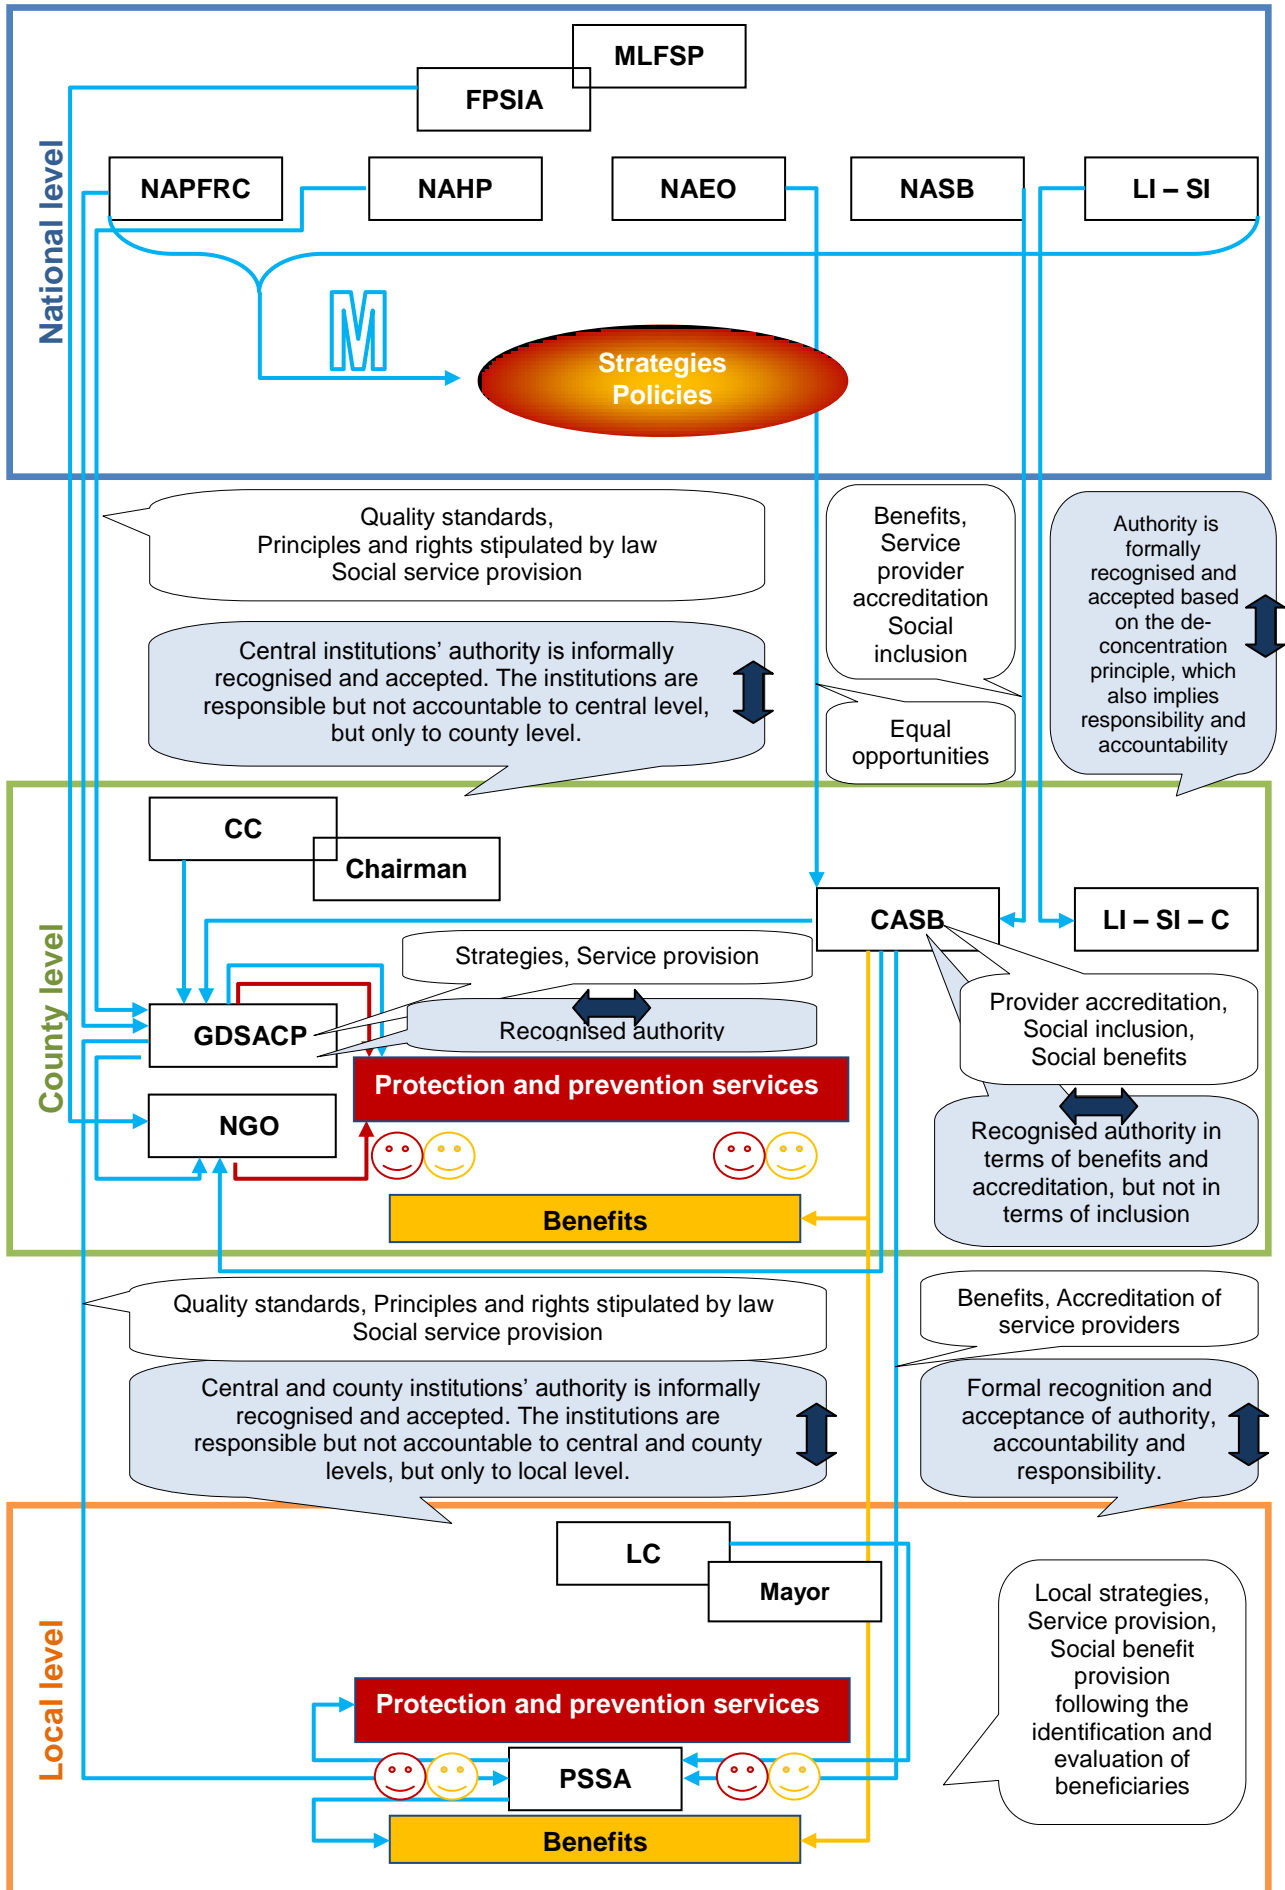 National level
MLFSP
FPSIA
NAPFRC
NAHP
NAEO
NASB
LI – SI
M
Strategies
Policies
Quality standards,
Principles and rights stipulated by law
Social service provision
Benefits,
Service
provider
accreditation
Social
inclusion
Authority is
formally
recognised and
accepted based
on the de-
concentration
principle, which
also implies
responsibility and
accountability
Central institutions’ authority is informally
recognised and accepted. The institutions are
responsible but not accountable to central level,
but only to county level.
Equal
opportunities
County level
CC
Chairman
CASB
LI – SI – C
Strategies, Service provision
GDSACP
Recognised authority
Provider accreditation,
Social inclusion,
Social benefits
Protection and prevention services
NGO
Recognised authority in
terms of benefits and
accreditation, but not in
terms of inclusion
Benefits
Quality standards, Principles and rights stipulated by law
Social service provision
Benefits, Accreditation of
service providers
Central and county institutions’ authority is informally
recognised and accepted. The institutions are
responsible but not accountable to central and county
levels, but only to local level.
Formal recognition and
acceptance of authority,
accountability and
responsibility.
Local level
LC
Mayor
Local strategies,
Service provision,
Social benefit
provision
following the
identification and
evaluation of
beneficiaries
Protection and prevention services
PSSA
Benefits